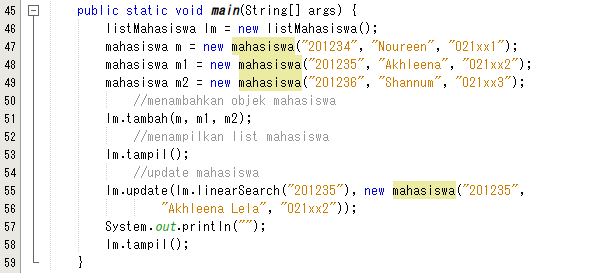 45 public static void main(String[] args) {
46 listMahasiswa lm = new listMahasiswa();
47 mahasiswa m = new mahasiswa("201234", "Noureen", "021xx1");
48 mahasiswa m1 = new mahasiswa("201235", "Akhleena", "021xx2");
49 mahasiswa m2 = new mahasiswa("201236", "Shannum", "021xx3");
50 //menambahkan objek mahasiswa
51 lm.tambah(m, m1, m2);
52 //menampilkan list mahasiswa
53 lm.tampil();
54 //update mahasiswa
55 lm.update(lm.linearSearch("201235"), new mahasiswa("201235",
56 "Akhleena Lela", "021xx2"));
57 System.out.println("");
58 lm.tampil();
59 }